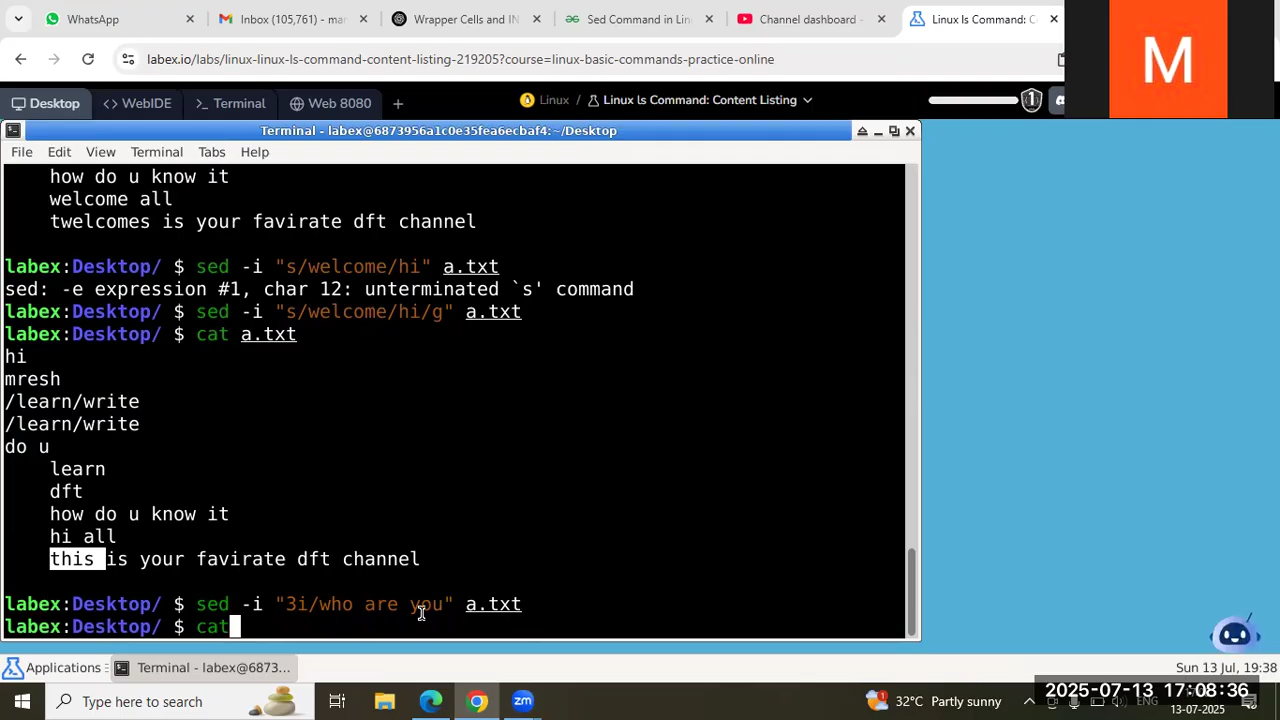 WhatsApp
Inbox (105,761) - mar
Wrapper Cells and IN
Sed Command in Lin
Channel dashboard -
Linux ls Command: C
M
labex.io/labs/linux-linux-ls-command-content-listing-219205?course=linux-basic-commands-practice-online
Desktop
<> WebIDE
>_ Terminal
Web 8080
+
Linux / Linux ls Command: Content Listing
1
Terminal - labex@6873956a1c0e35fea6ecbaf4:~/Desktop
File Edit View Terminal Tabs Help
how do u know it
welcome all
twelcomes is your favirate dft channel
labex:Desktop/ $ sed -i "s/welcome/hi" a.txt
sed: -e expression #1, char 12: unterminated `s' command
labex:Desktop/ $ sed -i "s/welcome/hi/g" a.txt
labex:Desktop/ $ cat a.txt
hi
mresh
/learn/write
/learn/write
do u
learn
dft
how do u know it
hi all
this is your favirate dft channel
labex:Desktop/ $ sed -i "3i/who are you" a.txt
labex:Desktop/ $ cat
Applications
Terminal - labex@6873...
Sun 13 Jul, 19:38
Type here to search
zm
1
32°C Partly sunny
ENG
2025-07-13 17:08:36
13-07-2025